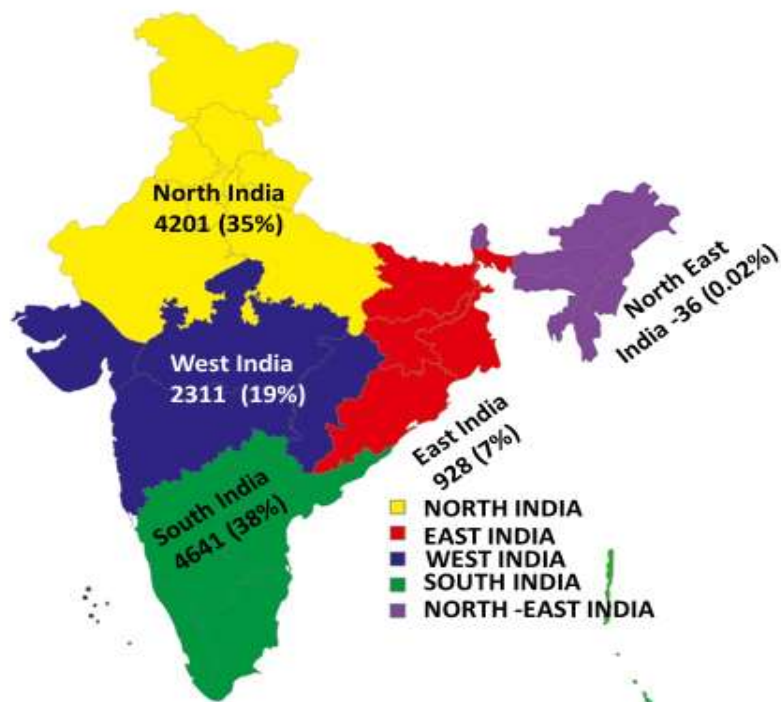 North India
4201 (35%)
West India
2311 (19%)
South India
4641 (38%)
East India
928 (7%)
North East
India -36 (0.02%)
NORTH INDIA
EAST INDIA
WEST INDIA
SOUTH INDIA
NORTH -EAST INDIA